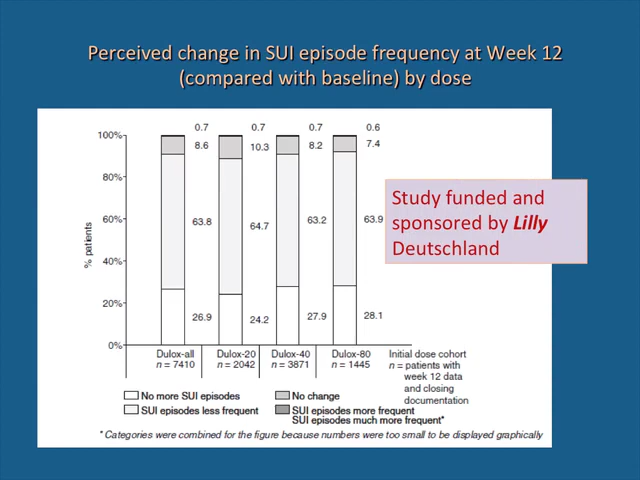 Perceived change in SUI episode frequency at Week 12
(compared with baseline) by dose
0.7 0.7 0.7 0.6
100%
8.6 10.3 8.2 7.4
80%
Study funded and
sponsored by Lilly
Deutschland
% patients
60%
63.8 64.7 63.2 63.9
40%
20%
26.9 24.2 27.9 28.1
0%
Dulox-all Dulox-20 Dulox-40 Dulox-80 Initial dose cohort
n = 7410 n = 2042 n = 3871 n = 1445 n = patients with
week 12 data
and closing
documentation
No more SUI episodes No change
SUI episodes less frequent SUI episodes more frequent
SUI episodes much more frequent*
* Categories were combined for the figure because numbers were too small to be displayed graphically